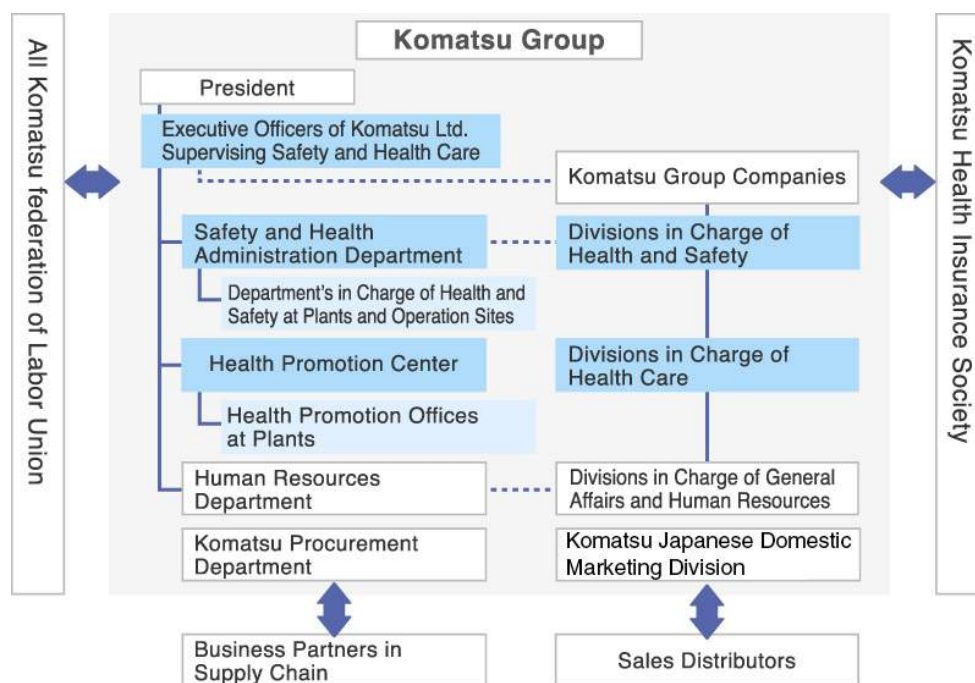 All Komatsu federation of Labor Union
Komatsu Group
President
Executive Officers of Komatsu Ltd.
Supervising Safety and Health Care
Komatsu Group Companies
Safety and Health
Administration Department
Divisions in Charge of
Health and Safety
Department's in Charge of Health and
Safety at Plants and Operation Sites
Health Promotion Center
Divisions in Charge of
Health Care
Health Promotion Offices
at Plants
Human Resources
Department
Divisions in Charge of General
Affairs and Human Resources
Komatsu Procurement
Department
Komatsu Japanese Domestic
Marketing Division
Business Partners in
Supply Chain
Sales Distributors
Komatsu Health Insurance Society